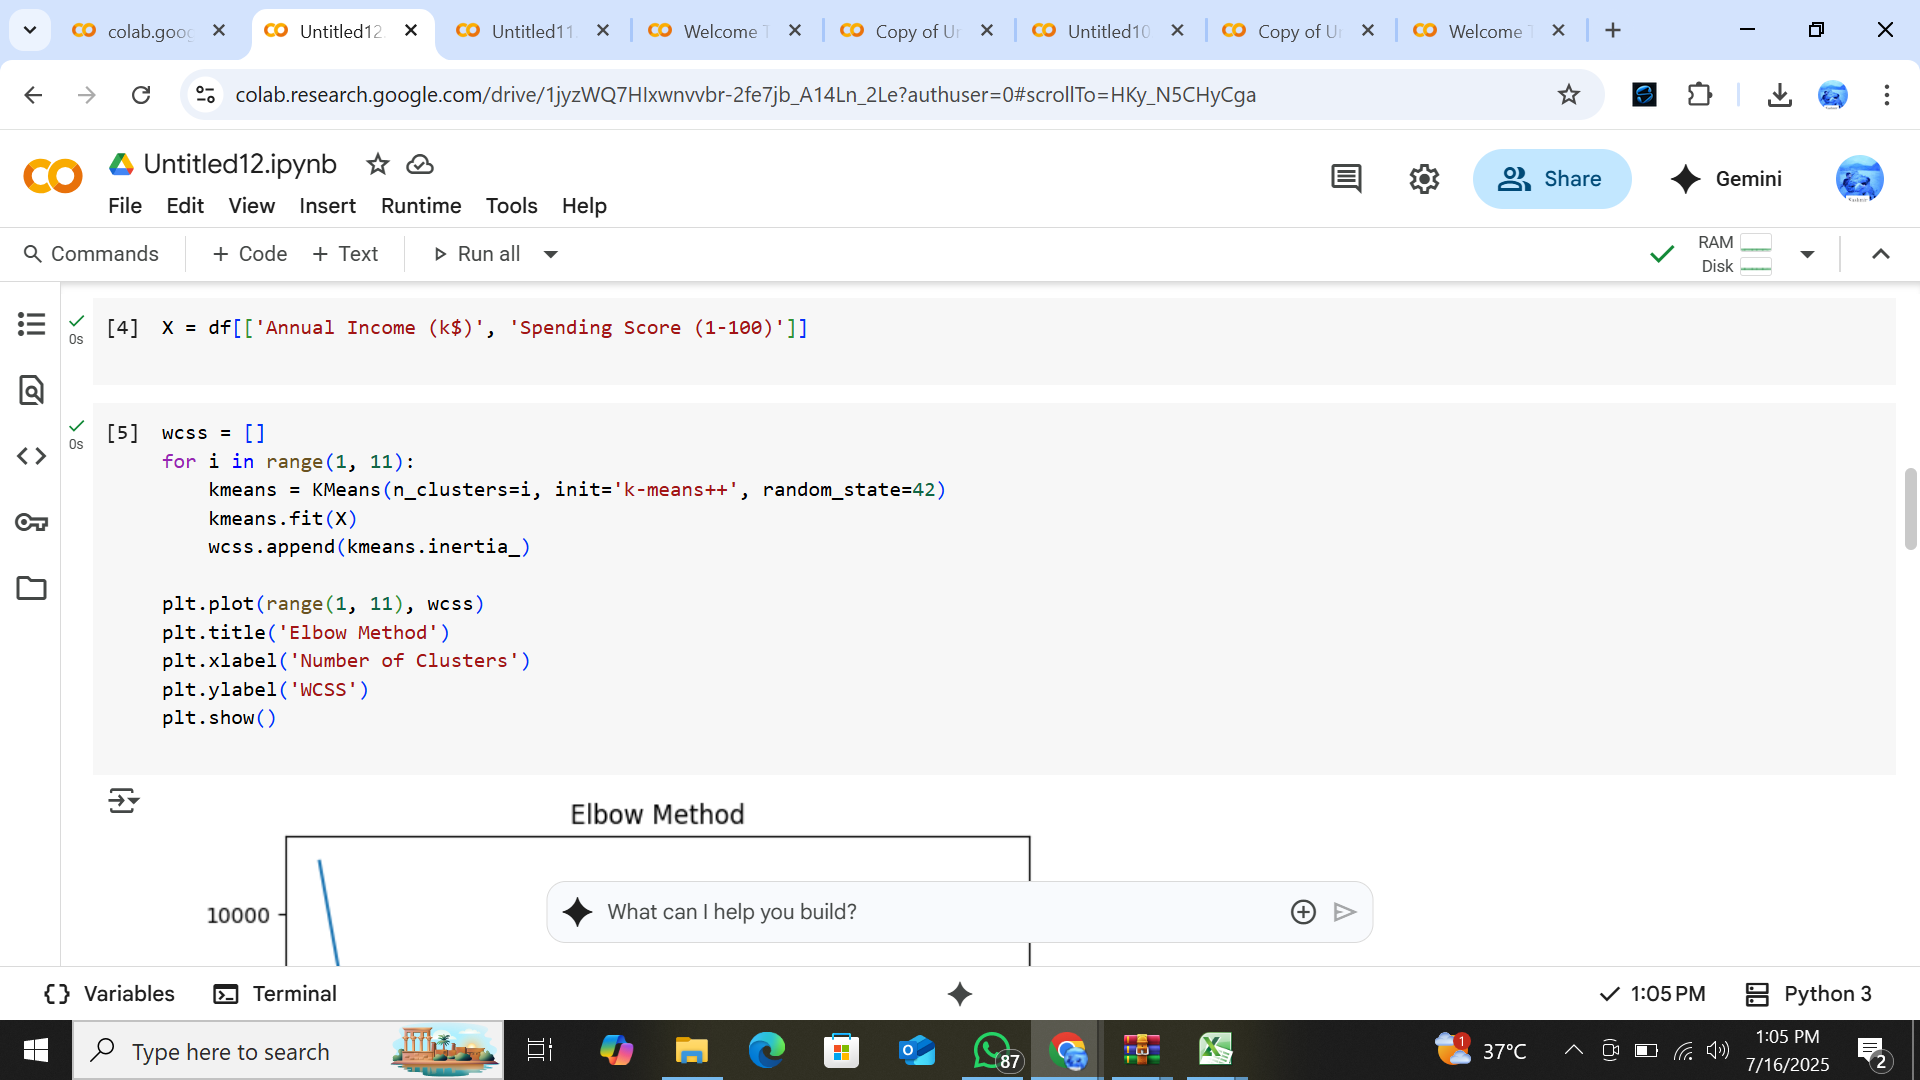 colab.goog
Untitled12.
Untitled11.
Welcome T
Copy of Un
Untitled10
Copy of Un
Welcome T
colab.research.google.com/drive/1jyzWQ7HIxwnvvbr-2fe7jb_A14Ln_2Le?authuser=0#scrollTo=HKy_N5CHyCga
CO Untitled12.ipynb
Share
Gemini
File Edit View Insert Runtime Tools Help
Commands + Code + Text Run all
RAM
Disk
0s [4] X = df[['Annual Income (k$)', 'Spending Score (1-100)']]
0s [5] wcss = []
for i in range(1, 11):
    kmeans = KMeans(n_clusters=i, init='k-means++', random_state=42)
    kmeans.fit(X)
    wcss.append(kmeans.inertia_)
plt.plot(range(1, 11), wcss)
plt.title('Elbow Method')
plt.xlabel('Number of Clusters')
plt.ylabel('WCSS')
plt.show()
Elbow Method
10000
What can I help you build?
{} Variables Terminal
1:05 PM Python 3
Type here to search
87
1
37°C
1:05 PM
7/16/2025
2